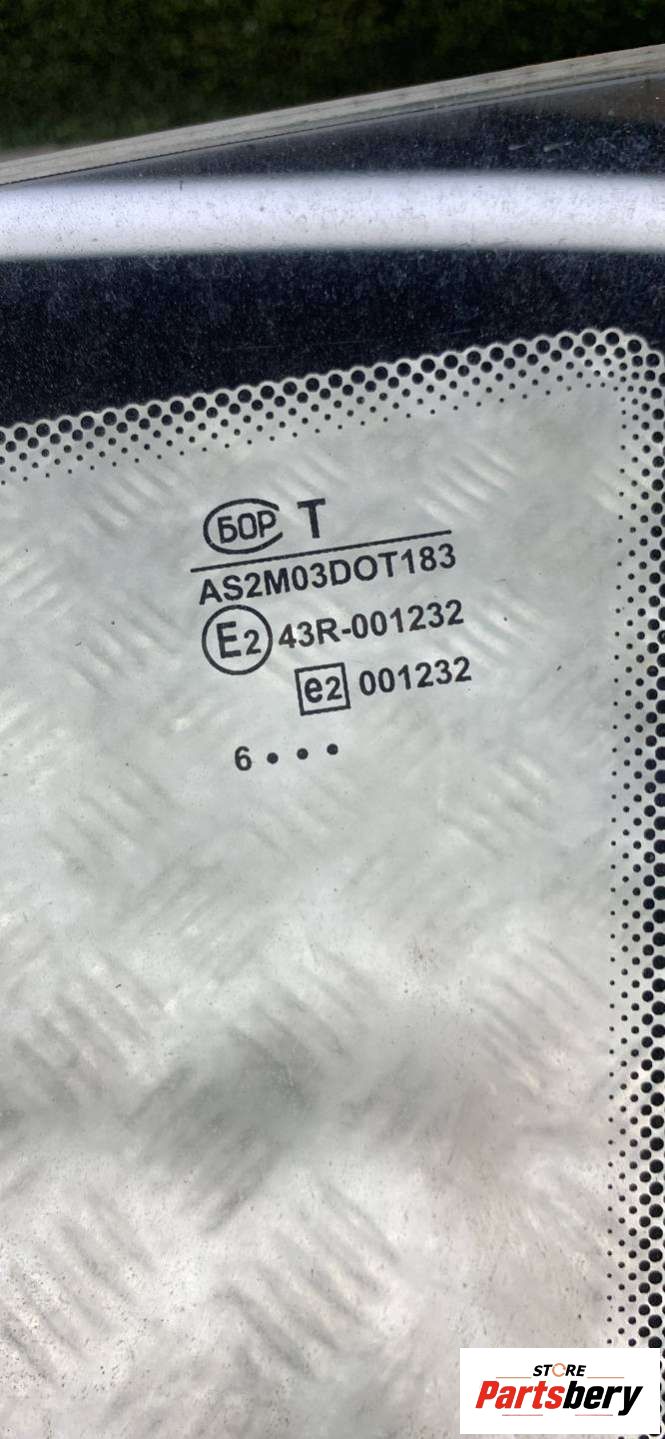 БОР T
AS2M03DOT183
E2 43R-001232
e2 001232
6 • • •
STORE
Partsbery